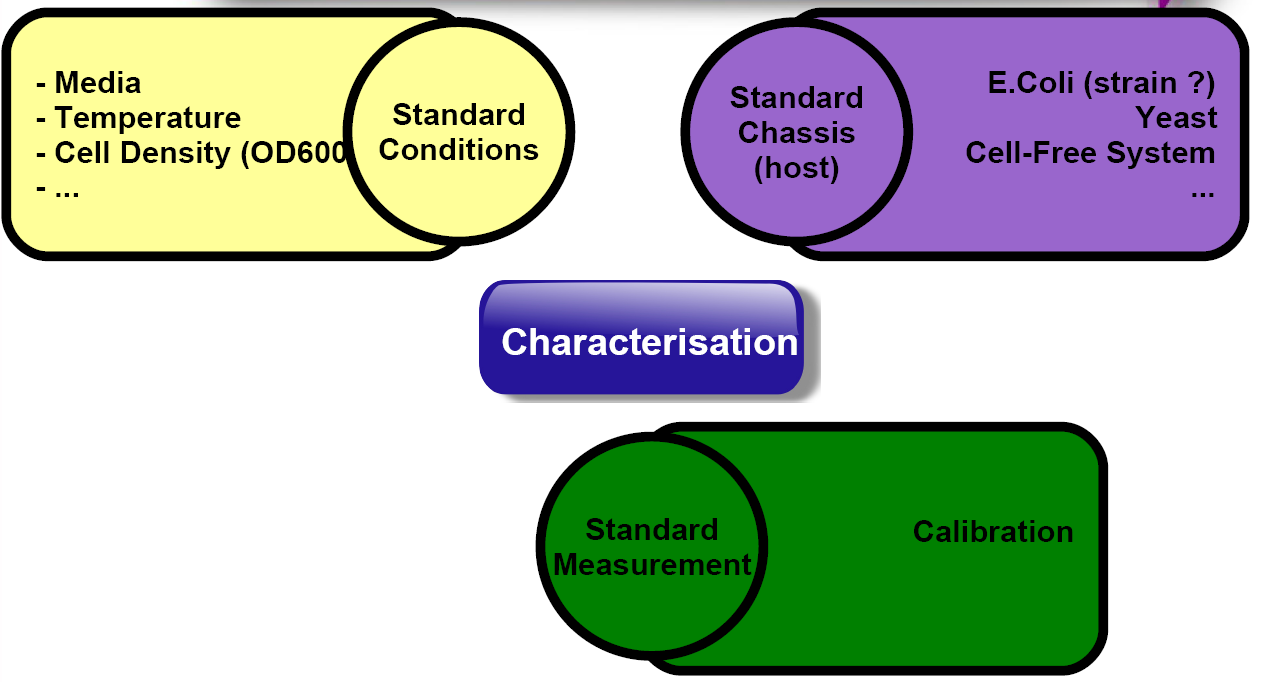 - Media
- Temperature
- Cell Density (OD600
- ...
Standard
Conditions
Standard
Chassis
(host)
E.Coli (strain ?)
Yeast
Cell-Free System
...
Characterisation
Standard
Measurement
Calibration